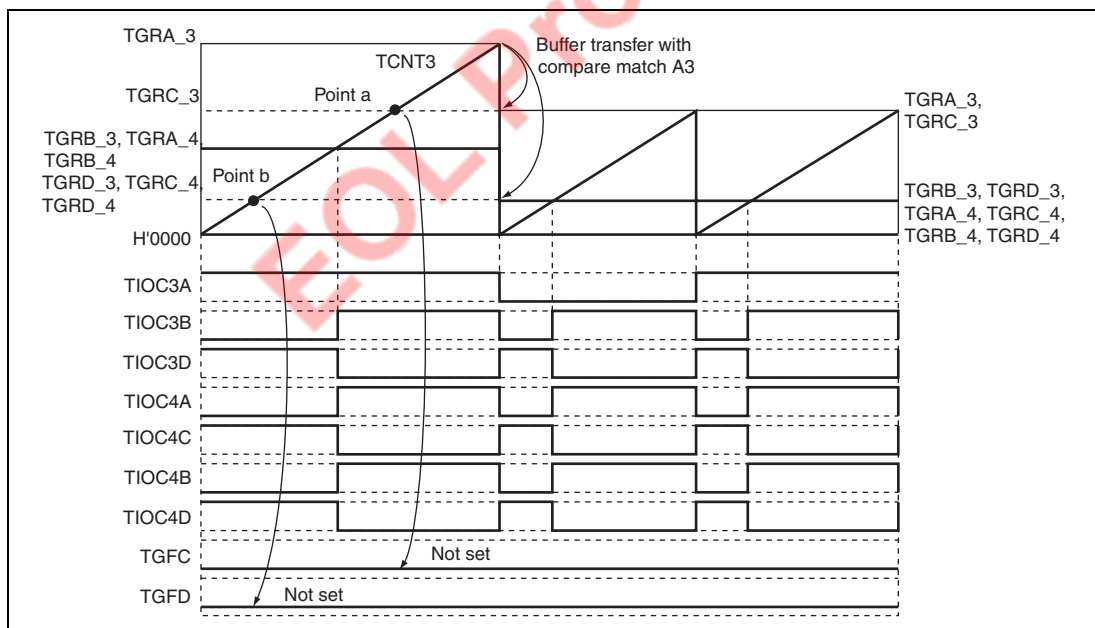 TGRA_3
TCNT3
Buffer transfer with
compare match A3
TGRC_3
Point a
TGRA_3,
TGRC_3
TGRB_3, TGRA_4,
TGRB_4
Point b
TGRD_3, TGRC_4,
TGRD_4
TGRB_3, TGRD_3,
TGRA_4, TGRC_4,
TGRB_4, TGRD_4
H'0000
TIOC3A
TIOC3B
TIOC3D
TIOC4A
TIOC4C
TIOC4B
TIOC4D
TGFC
Not set
TGFD
Not set
EOL Pro